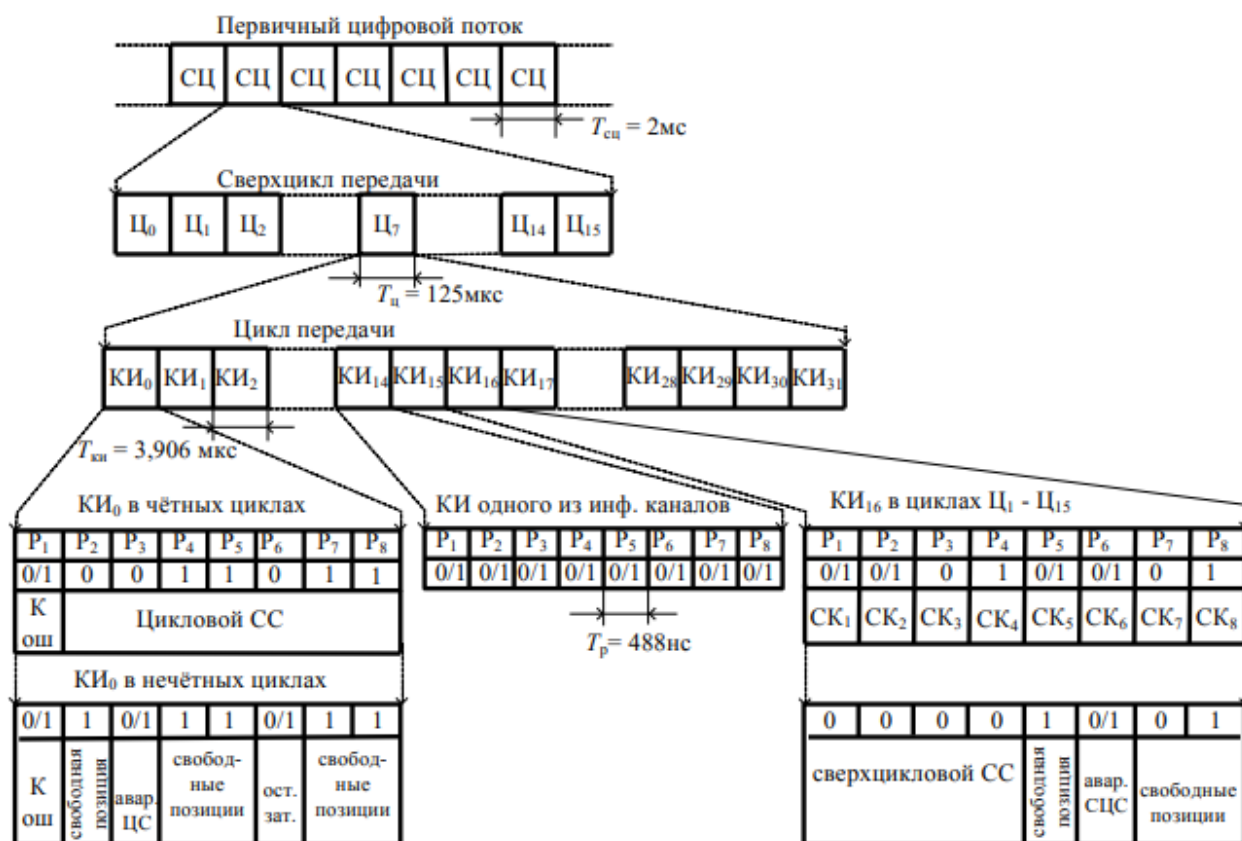 Первичный цифровой поток
СЦ СЦ СЦ СЦ СЦ СЦ СЦ
Tсц = 2мс
Сверхцикл передачи
Ц0 Ц1 Ц2 Ц7 Ц14 Ц15
Tц = 125мкс
Цикл передачи
КИ0 КИ1 КИ2 КИ14 КИ15 КИ16 КИ17 КИ28 КИ29 КИ30 КИ31
Tки = 3,906 мкс
КИ0 в чётных циклах
P1 P2 P3 P4 P5 P6 P7 P8
0/1 0 0 1 1 0 1 1
К
ош
Цикловой СС
КИ0 в нечётных циклах
0/1 1 0/1 1 1 0/1 1 1
К
ош
свободная
позиция
авар.
ЦС
свобод-
ные
позиции
ост.
зат.
свобод-
ные
позиции
КИ одного из инф. каналов
P1 P2 P3 P4 P5 P6 P7 P8
0/1 0/1 0/1 0/1 0/1 0/1 0/1 0/1
Tр= 488нс
КИ16 в циклах Ц1 - Ц15
P1 P2 P3 P4 P5 P6 P7 P8
0/1 0/1 0 1 0/1 0/1 0 1
СК1 СК2 СК3 СК4 СК5 СК6 СК7 СК8
0 0 0 0 1 0/1 0 1
сверхцикловой СС
свободная
позиция
авар.
СЦС
свободные
позиции